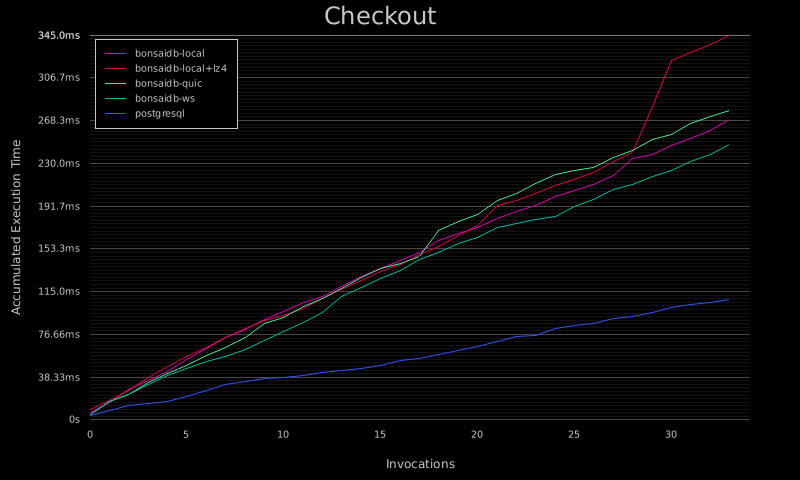 Checkout
345.0ms
306.7ms
268.3ms
230.0ms
191.7ms
153.3ms
115.0ms
76.66ms
38.33ms
0s
bonsaidb-local
bonsaidb-local+lz4
bonsaidb-quic
bonsaidb-ws
postgresql
Accumulated Execution Time
0 5 10 15 20 25 30
Invocations